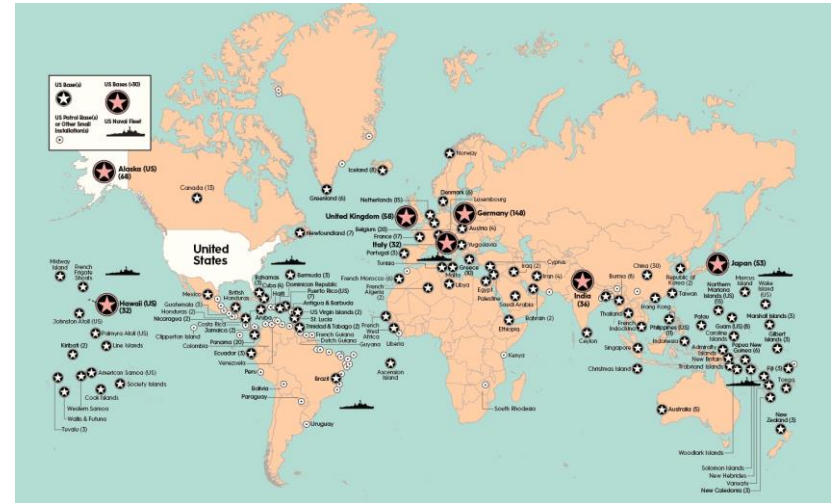 US Base(s)
US Bases (>30)
US Patrol Base(s)
or Other Small
Installation(s)
US Naval Fleet
Alaska (US)
(68)
Canada (13)
Greenland (6)
Iceland (8)
Norway
Denmark (6)
Luxembourg
Netherlands (15)
United Kingdom (58)
Germany (148)
Belgium (20)
Austria (4)
France (17)
Italy (32)
Yugoslavia
Portugal (3)
Newfoundland (7)
United
States
Midway
Island
French
Frigate
Shoals
Hawaii (US)
(32)
Johnston Atoll (US)
Palmyra Atoll (US)
Kiribati (2)
Line Islands
American Samoa (US)
Society Islands
Cook Islands
Western Samoa
Wallis & Futuna
Tuvalu (3)
Mexico
British
Honduras
Guatemala (3)
Honduras (2)
Nicaragua (2)
Costa Rica
Clipperton Island
Jamaica (2)
Panama (20)
Colombia
Ecuador (3)
Venezuela
Peru
Bolivia
Paraguay
Brazil
Uruguay
Bahamas
Cuba (6)
Haiti
Aruba
Bermuda (3)
Dominican Republic
Puerto Rico (US)
(7)
Antigua & Barbuda
US Virgin Islands (2)
St. Lucia
Trinidad & Tobago (2)
French Guiana
Dutch Guiana
Guyana
French Morocco (6)
French
Algeria (2)
Tunisia
Malta
Libya
Greece
Cyprus
Egypt
Palestine
Iraq (2)
Iran (4)
Saudi Arabia
Bahrain (2)
Ethiopia
French
West
Africa
Liberia
Ascension
Island
Kenya
South Rhodesia
India
(36)
Ceylon
Burma (8)
China (30)
Republic of
Korea (2)
Japan (53)
Taiwan
Hong Kong
Thailand
French
Indochina
Philippines (US)
Singapore
Indonesia
Christmas Island
Australia (5)
Northern
Mariana
Islands (US)
Marcus
Island
Wake
Island
(US)
Palau
Guam (US)
Caroline
Islands
Marshall Islands (3)
Gilbert
Islands (3)
Admiralty
Islands
Papua New
Guinea (6)
New Britain
Trobriand Islands
Fiji (3)
Tonga
New
Zealand (3)
Woodlark Islands
Solomon Islands
New Hebrides
Vanuatu
New Caledonia (3)